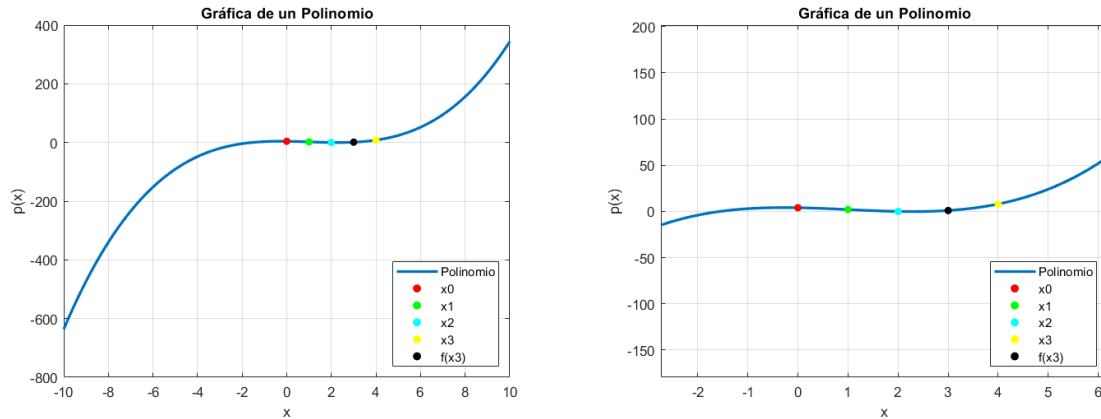 Gráfica de un Polinomio
400
200
0
-200
-400
-600
-800
p(x)
-10 -8 -6 -4 -2 0 2 4 6 8 10
x
Polinomio
x0
x1
x2
x3
f(x3)
Gráfica de un Polinomio
200
150
100
50
0
-50
-100
-150
p(x)
-2 -1 0 1 2 3 4 5 6
x
Polinomio
x0
x1
x2
x3
f(x3)